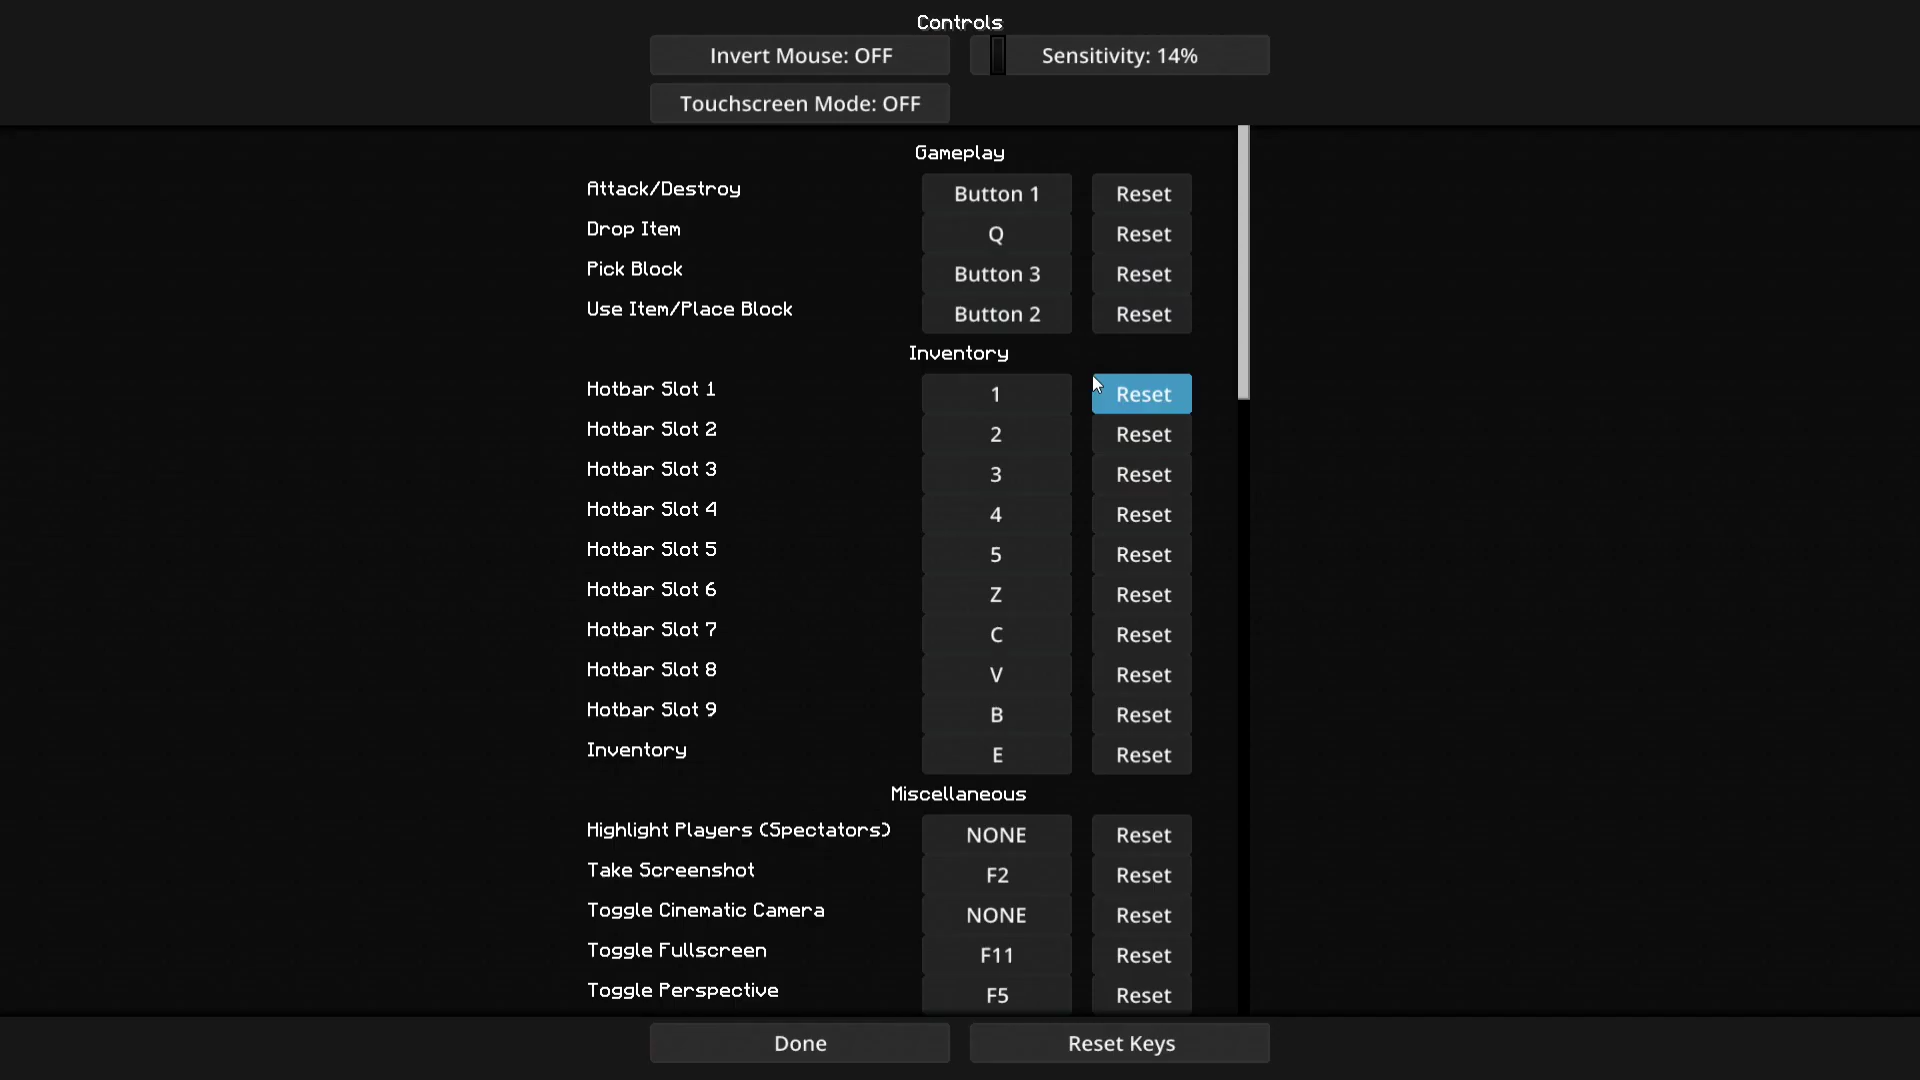 Controls
Invert Mouse: OFF Sensitivity: 14%
Touchscreen Mode: OFF
Gameplay
Attack/Destroy Button 1 Reset
Drop Item Q Reset
Pick Block Button 3 Reset
Use Item/Place Block Button 2 Reset
Inventory
Hotbar Slot 1 1 Reset
Hotbar Slot 2 2 Reset
Hotbar Slot 3 3 Reset
Hotbar Slot 4 4 Reset
Hotbar Slot 5 5 Reset
Hotbar Slot 6 Z Reset
Hotbar Slot 7 C Reset
Hotbar Slot 8 V Reset
Hotbar Slot 9 B Reset
Inventory E Reset
Miscellaneous
Highlight Players (Spectators) NONE Reset
Take Screenshot F2 Reset
Toggle Cinematic Camera NONE Reset
Toggle Fullscreen F11 Reset
Toggle Perspective F5 Reset
Done Reset Keys